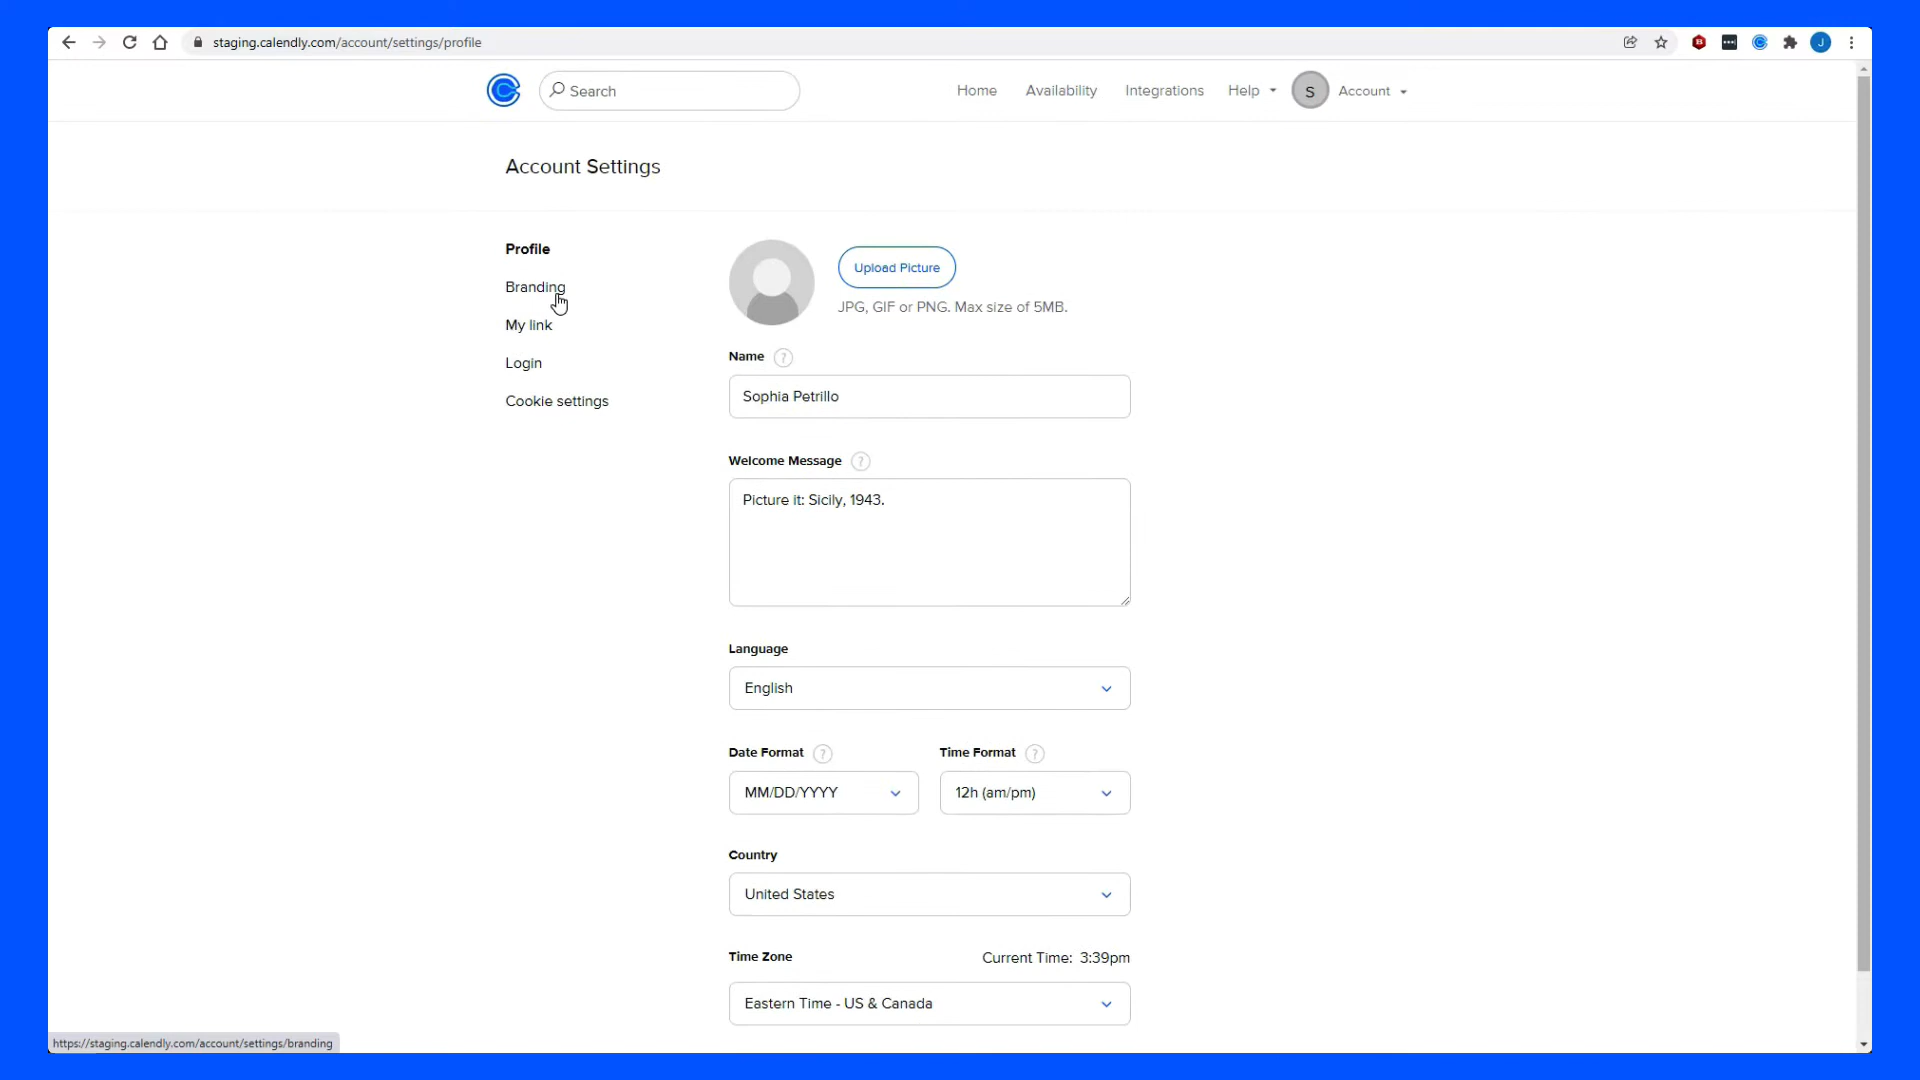 staging.calendly.com/account/settings/profile
J
Search
Home
Availability
Integrations
Help
S
Account
Account Settings
Profile
Branding
My link
Login
Cookie settings
Upload Picture
JPG, GIF or PNG. Max size of 5MB.
Name ?
Sophia Petrillo
Welcome Message ?
Picture it: Sicily, 1943.
Language
English
Date Format ?
Time Format ?
MM/DD/YYYY
12h (am/pm)
Country
United States
Time Zone
Current Time: 3:39pm
Eastern Time - US & Canada
https://staging.calendly.com/account/settings/branding